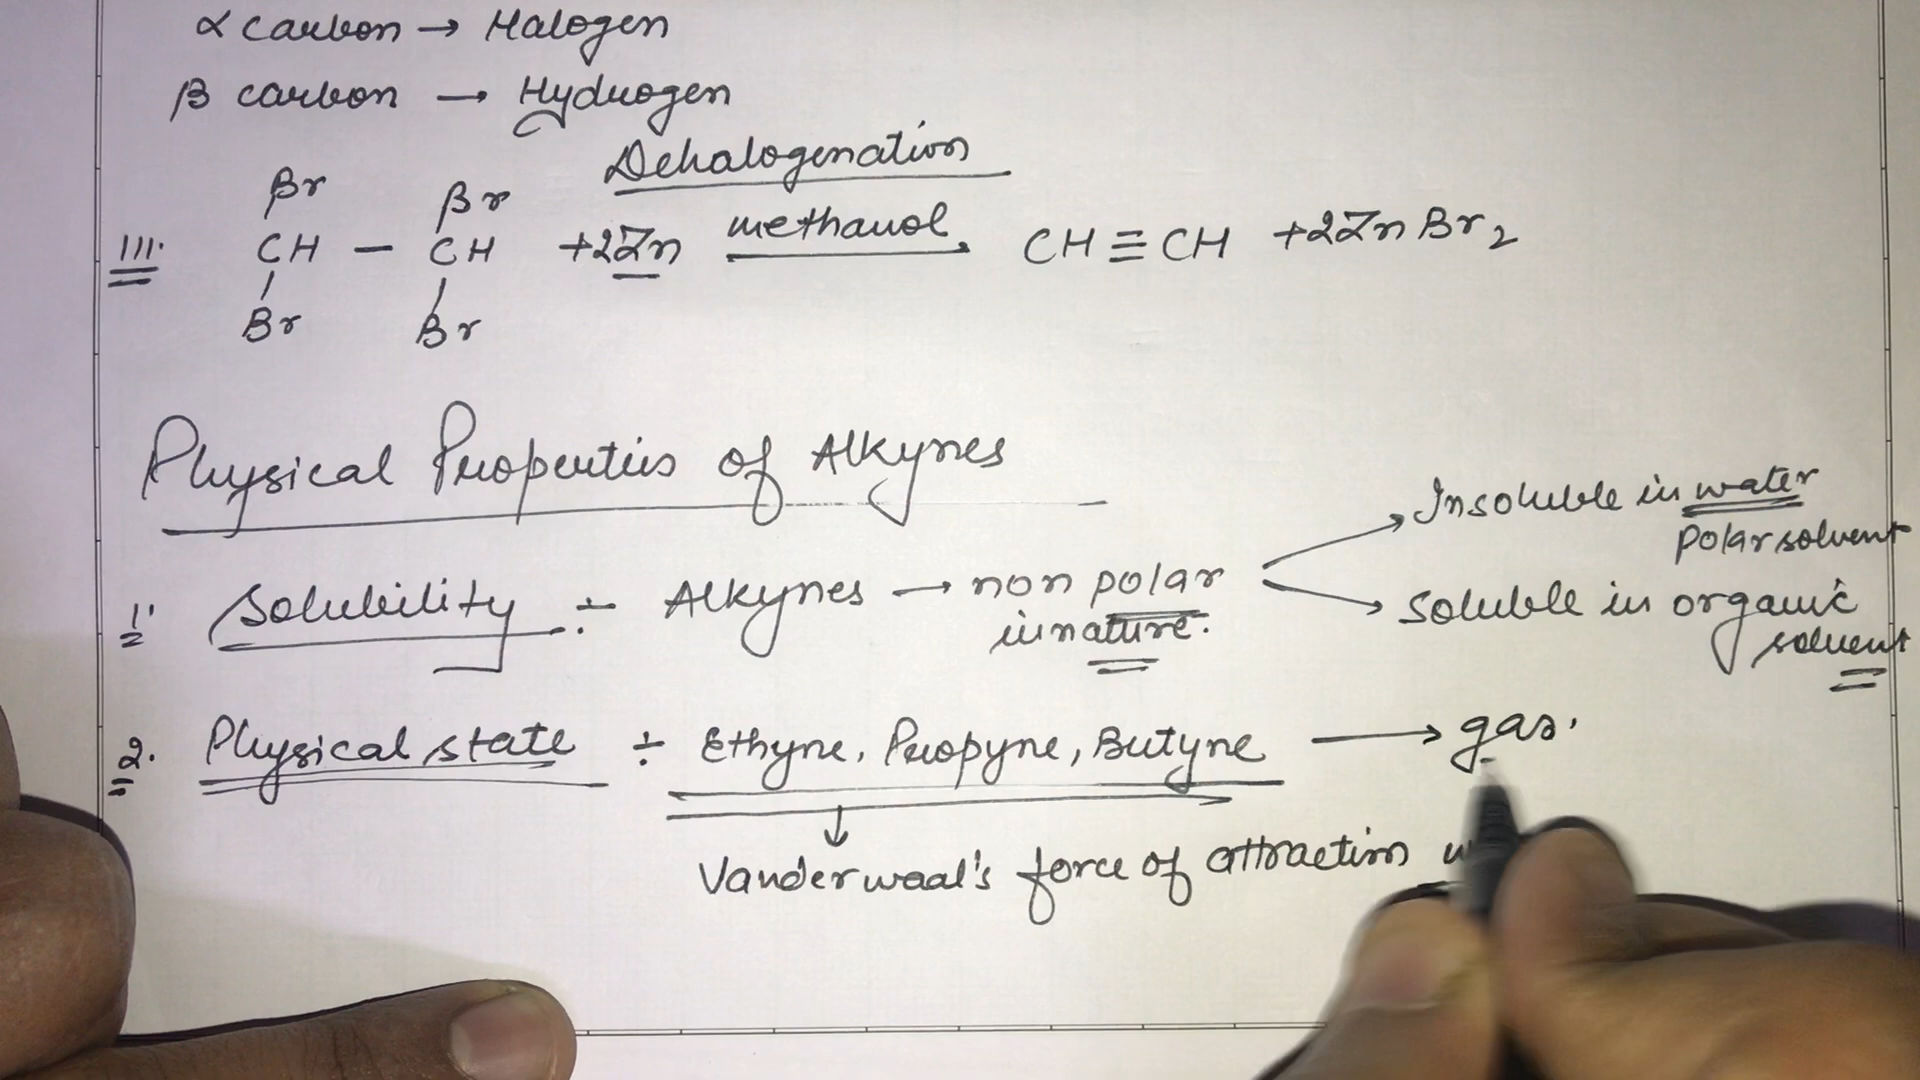 α carbon → Halogen
β carbon → Hydrogen
Dehalogenation
Br Br
III. CH — CH +2Zn methanol → CH≡CH +2ZnBr2
Br Br
Physical Properties of Alkynes
Insoluble in water
Polar solvent
1. Solubility ÷ Alkynes → non polar
in nature.
Soluble in organic
solvent
2. Physical state ÷ Ethyne, Propyne, Butyne → gas.
↓
Vanderwaal's force of attraction